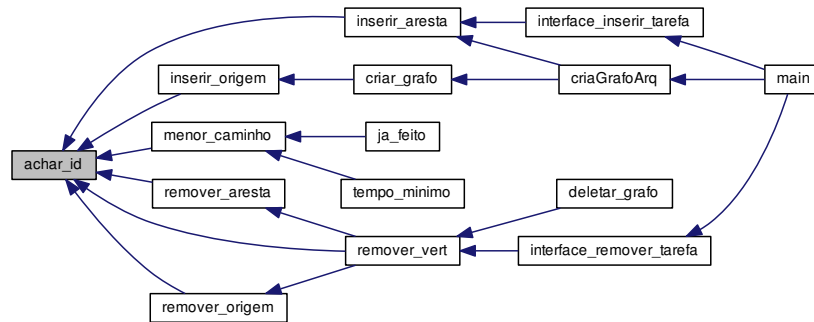 inserir_aresta
interface_inserir_tarefa
inserir_origem
criar_grafo
criaGrafoArq
main
menor_caminho
ja_feito
achar_id
remover_aresta
tempo_minimo
deletar_grafo
remover_vert
interface_remover_tarefa
remover_origem